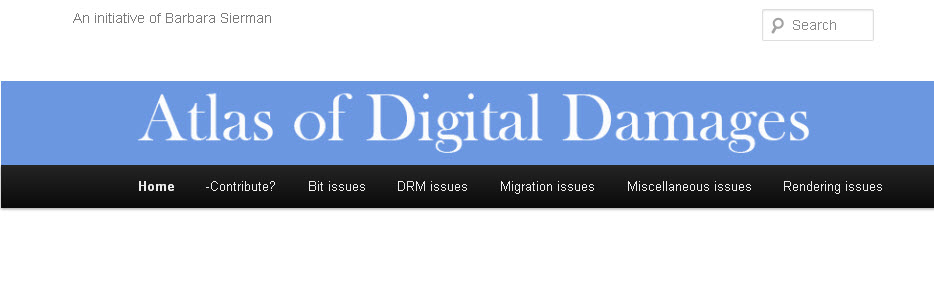 An initiative of Barbara Sierman
Search
Atlas of Digital Damages
Home -Contribute? Bit issues DRM issues Migration issues Miscellaneous issues Rendering issues